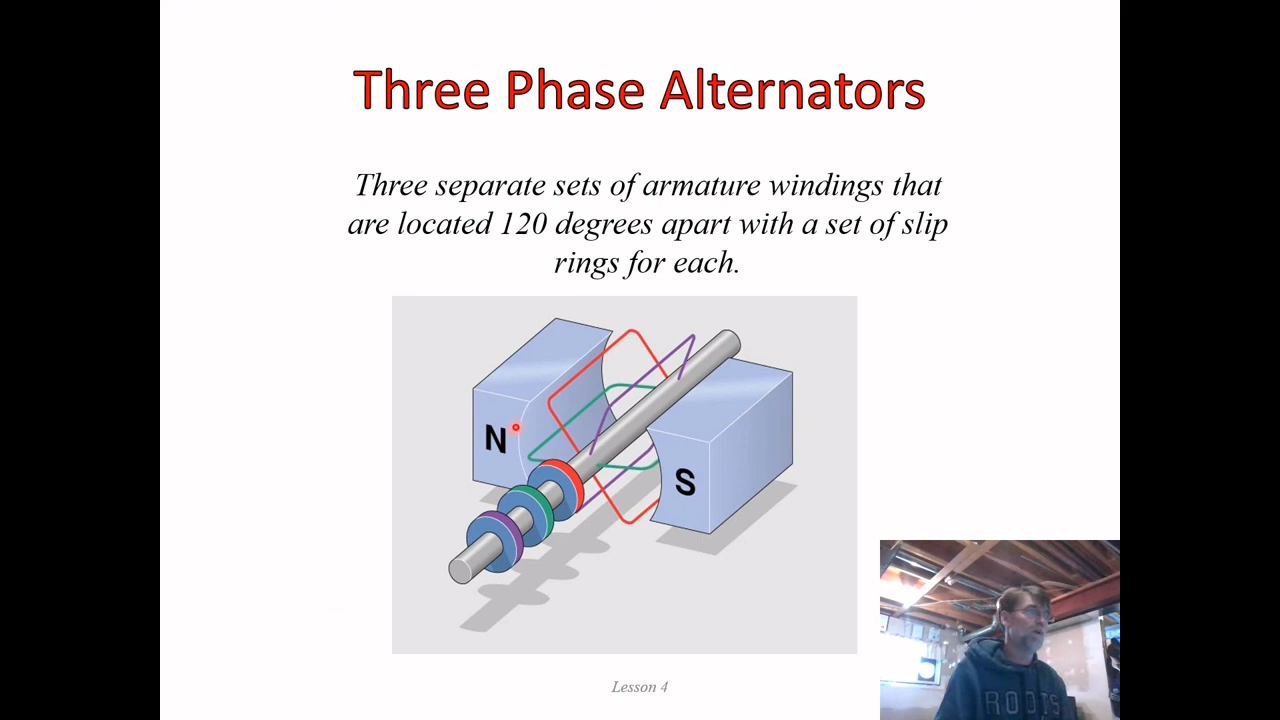 Three Phase Alternators
Three separate sets of armature windings that
are located 120 degrees apart with a set of slip
rings for each.
N
S
Lesson 4
ROOTS